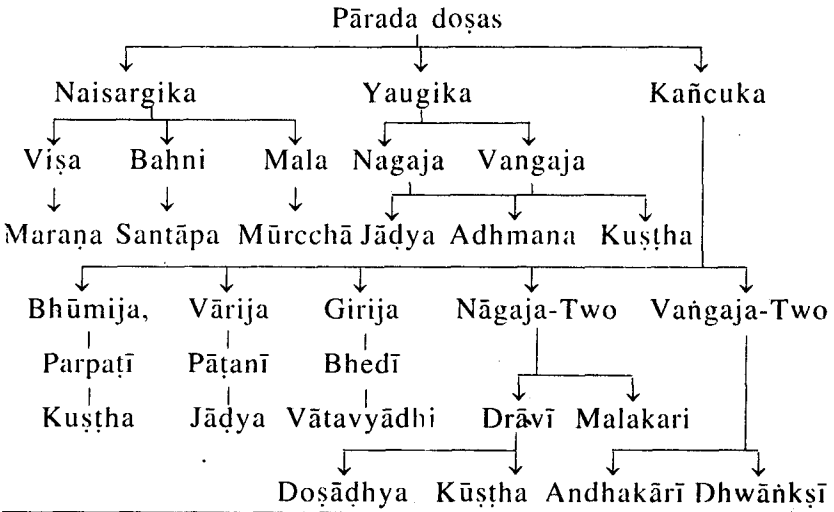 Pārada doṣas
Naisargika Yaugika Kañcuka
Viṣa Bahni Mala Nagaja Vangaja
Maraṇa Santāpa Mūrcchā Jāḍya Adhmana Kuṣṭha
Bhūmija, Vārija Girija Nāgaja-Two Vaṅgaja-Two
Parpaṭī Pāṭanī Bhedī
Kuṣṭha Jāḍya Vātavyādhi Drāvī Malakari
Doṣāḍhya Kūṣṭha Andhakārī Dhwāṅkṣī